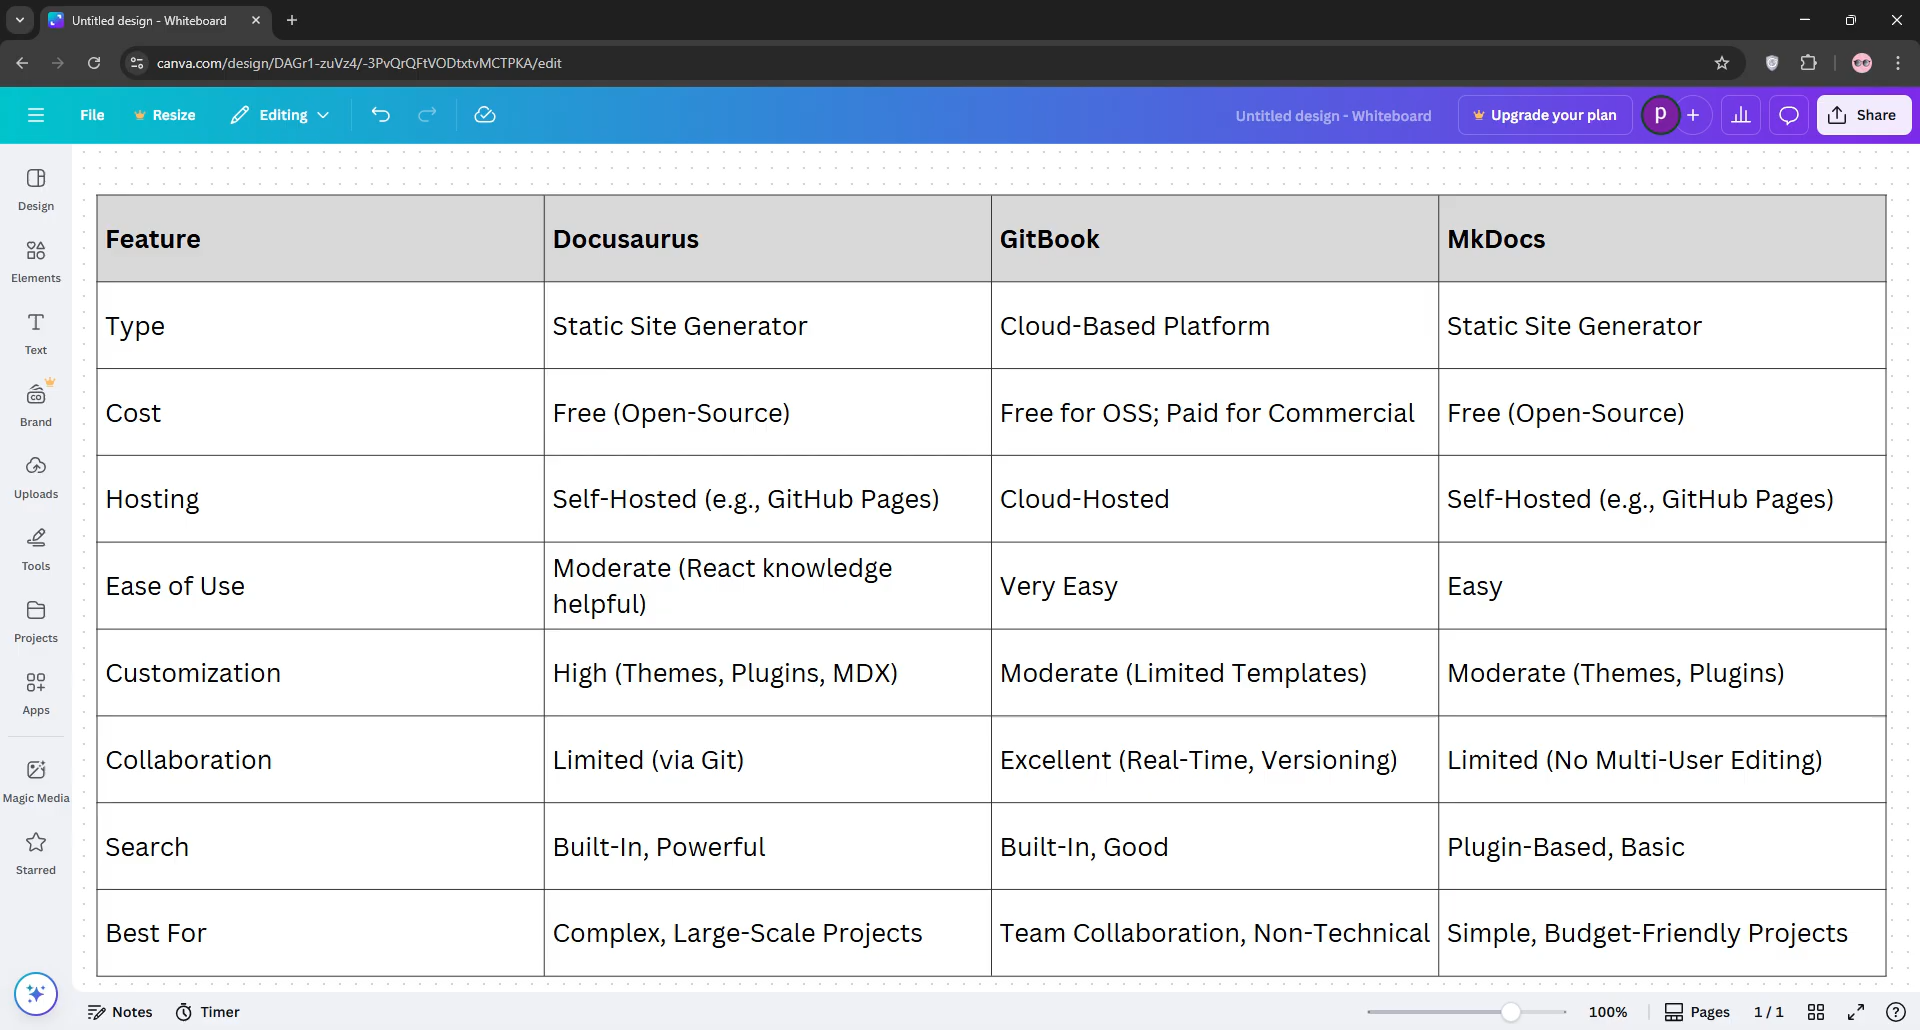 Untitled design - Whiteboard
canva.com/design/DAGr1-zuVz4/-3PvQrQFtVODtxtvMCTPKA/edit
File Resize Editing Untitled design - Whiteboard Upgrade your plan p Share
Design
Elements
Text
Brand
Uploads
Tools
Projects
Apps
Magic Media
Starred
Feature Docusaurus GitBook MkDocs
Type Static Site Generator Cloud-Based Platform Static Site Generator
Cost Free (Open-Source) Free for OSS; Paid for Commercial Free (Open-Source)
Hosting Self-Hosted (e.g., GitHub Pages) Cloud-Hosted Self-Hosted (e.g., GitHub Pages)
Ease of Use Moderate (React knowledge
helpful) Very Easy Easy
Customization High (Themes, Plugins, MDX) Moderate (Limited Templates) Moderate (Themes, Plugins)
Collaboration Limited (via Git) Excellent (Real-Time, Versioning) Limited (No Multi-User Editing)
Search Built-In, Powerful Built-In, Good Plugin-Based, Basic
Best For Complex, Large-Scale Projects Team Collaboration, Non-Technical Simple, Budget-Friendly Projects
Notes Timer 100% Pages 1 / 1